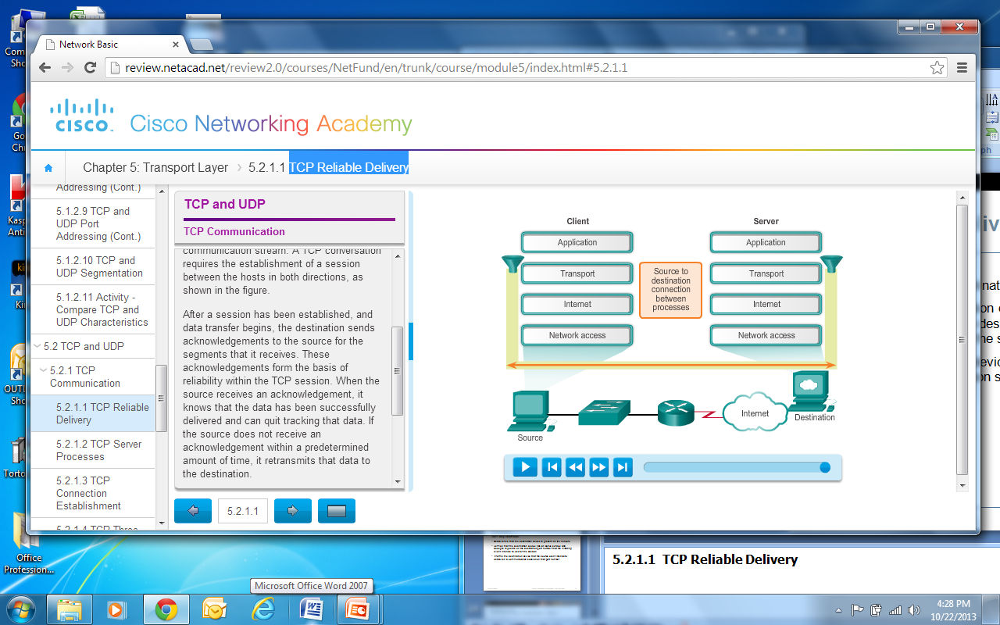 Network Basic
review.netacad.net/review2.0/courses/NetFund/en/trunk/course/module5/index.html#5.2.1.1
CISCO
Cisco Networking Academy
Chapter 5: Transport Layer
5.2.1.1 TCP Reliable Delivery
Addressing (Cont.)
5.1.2.9 TCP and
UDP Port
Addressing (Cont.)
5.1.2.10 TCP and
UDP Segmentation
5.1.2.11 Activity -
Compare TCP and
UDP Characteristics
5.2 TCP and UDP
5.2.1 TCP
Communication
5.2.1.1 TCP Reliable
Delivery
5.2.1.2 TCP Server
Processes
5.2.1.3 TCP
Connection
Establishment
5.2.1.4 TCP Three
TCP and UDP
TCP Communication
communication stream. A TCP conversation
requires the establishment of a session
between the hosts in both directions, as
shown in the figure.
After a session has been established, and
data transfer begins, the destination sends
acknowledgements to the source for the
segments that it receives. These
acknowledgements form the basis of
reliability within the TCP session. When the
source receives an acknowledgement, it
knows that the data has been successfully
delivered and can quit tracking that data. If
the source does not receive an
acknowledgement within a predetermined
amount of time, it retransmits that data to
the destination.
5.2.1.1
Client
Server
Application
Application
Transport
Transport
Internet
Internet
Network access
Network access
Source to
destination
connection
between
processes
Source
Internet
Destination
Office
Profession...
Microsoft Office Word 2007
5.2.1.1 TCP Reliable Delivery
4:28 PM
10/22/2013